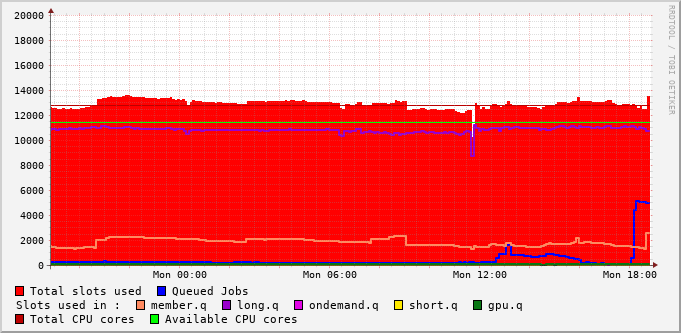 20000
18000
16000
14000
12000
10000
8000
6000
4000
2000
0
Mon 00:00 Mon 06:00 Mon 12:00 Mon 18:00
RRDTOOL / TOBI OETIKER
Total slots used Queued Jobs
Slots used in : member.q long.q ondemand.q short.q gpu.q
Total CPU cores Available CPU cores